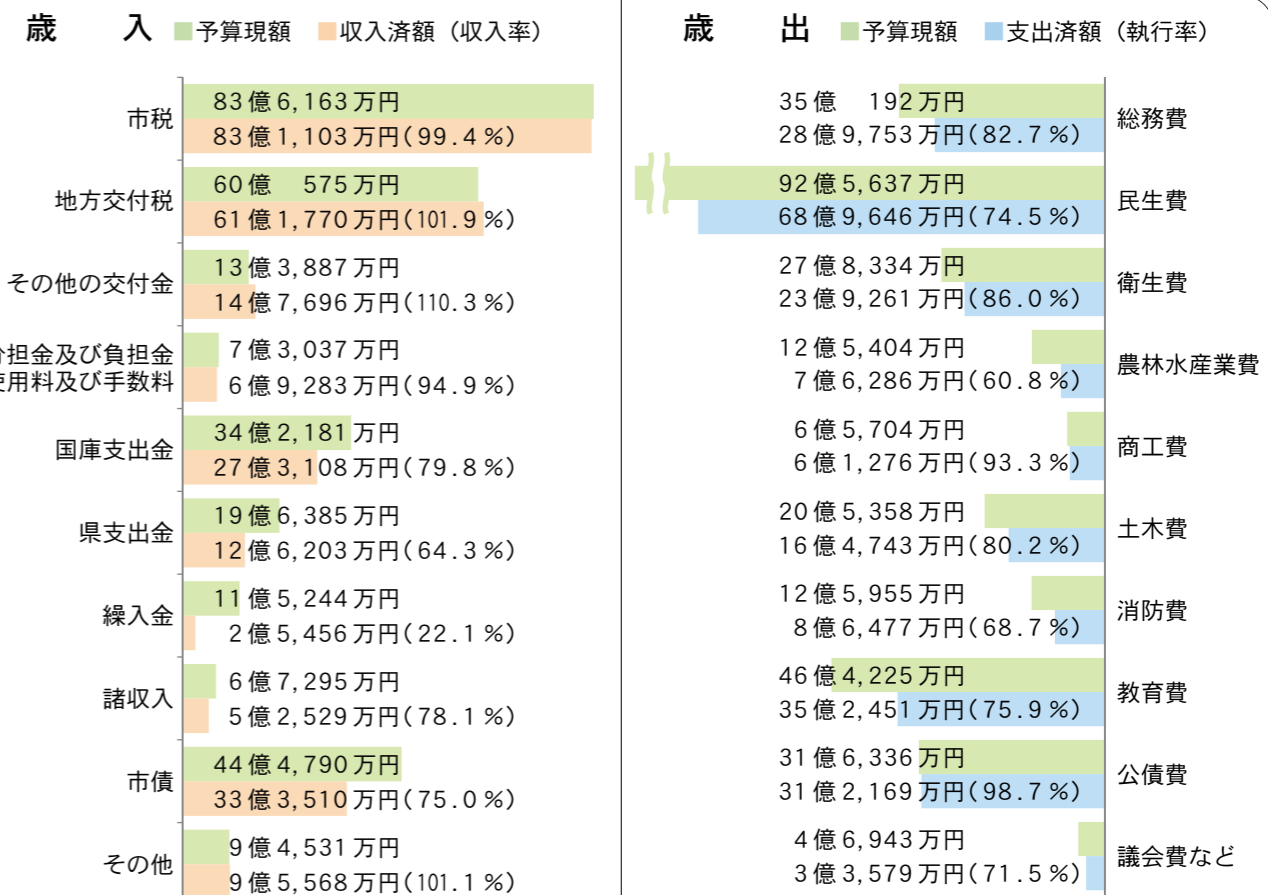 歳 入 予算現額 収入済額（収入率）
市税
83億6,163万円
83億1,103万円(99.4%)
地方交付税
60億 575万円
61億1,770万円(101.9%)
その他の交付金
13億3,887万円
14億7,696万円(110.3%)
担金及び負担金
使用料及び手数料
7億3,037万円
6億9,283万円(94.9%)
国庫支出金
34億2,181万円
27億3,108万円(79.8%)
県支出金
19億6,385万円
12億6,203万円(64.3%)
繰入金
11億5,244万円
2億5,456万円(22.1%)
諸収入
6億7,295万円
5億2,529万円(78.1%)
市債
44億4,790万円
33億3,510万円(75.0%)
その他
9億4,531万円
9億5,568万円(101.1%)
歳 出 予算現額 支出済額（執行率）
35億 192万円
28億9,753万円(82.7%)
総務費
92億5,637万円
68億9,646万円(74.5%)
民生費
27億8,334万円
23億9,261万円(86.0%)
衛生費
12億5,404万円
7億6,286万円(60.8%)
農林水産業費
6億5,704万円
6億1,276万円(93.3%)
商工費
20億5,358万円
16億4,743万円(80.2%)
土木費
12億5,955万円
8億6,477万円(68.7%)
消防費
46億4,225万円
35億2,451万円(75.9%)
教育費
31億6,336万円
31億2,169万円(98.7%)
公債費
4億6,943万円
3億3,579万円(71.5%)
議会費など